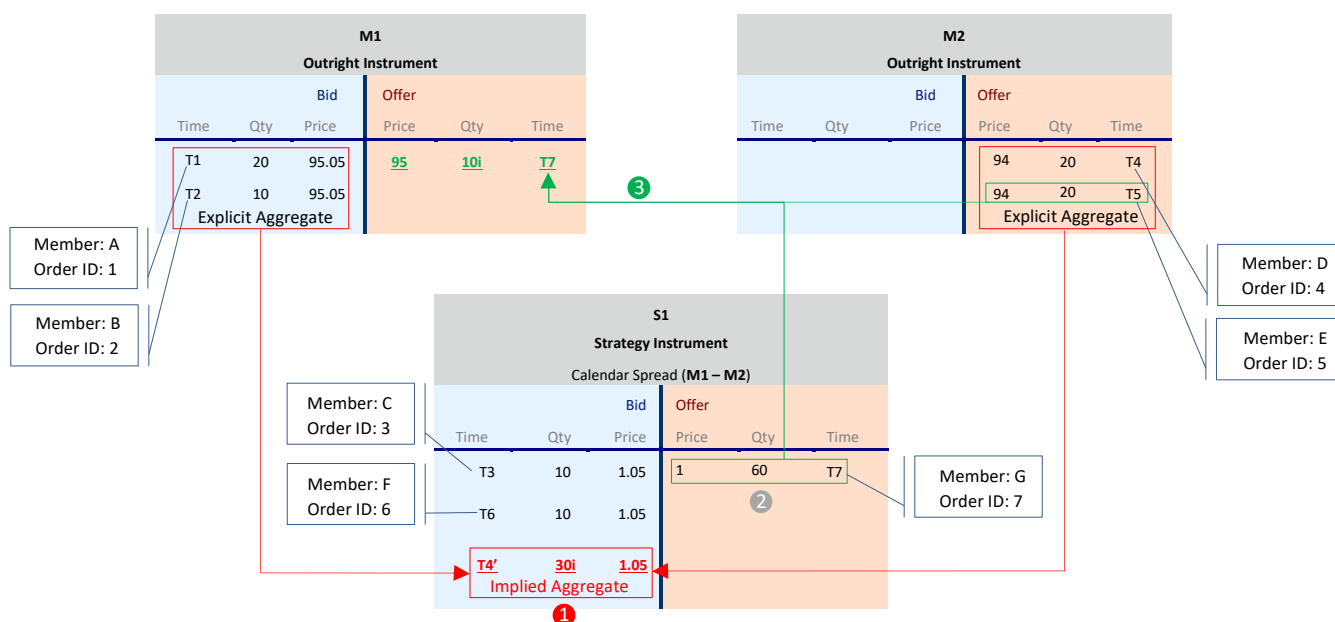 M1
Outright Instrument
Bid Offer
Time Qty Price Price Qty Time
T1 20 95.05 95 10i T7
T2 10 95.05
Explicit Aggregate
M2
Outright Instrument
Bid Offer
Time Qty Price Price Qty Time
94 20 T4
94 20 T5
Explicit Aggregate
3
Member: A
Order ID: 1
Member: B
Order ID: 2
Member: D
Order ID: 4
Member: E
Order ID: 5
S1
Strategy Instrument
Calendar Spread (M1 – M2)
Bid Offer
Time Qty Price Price Qty Time
T3 10 1.05 1 60 T7
2
T6 10 1.05
T4’ 30i 1.05
Implied Aggregate
1
Member: C
Order ID: 3
Member: F
Order ID: 6
Member: G
Order ID: 7